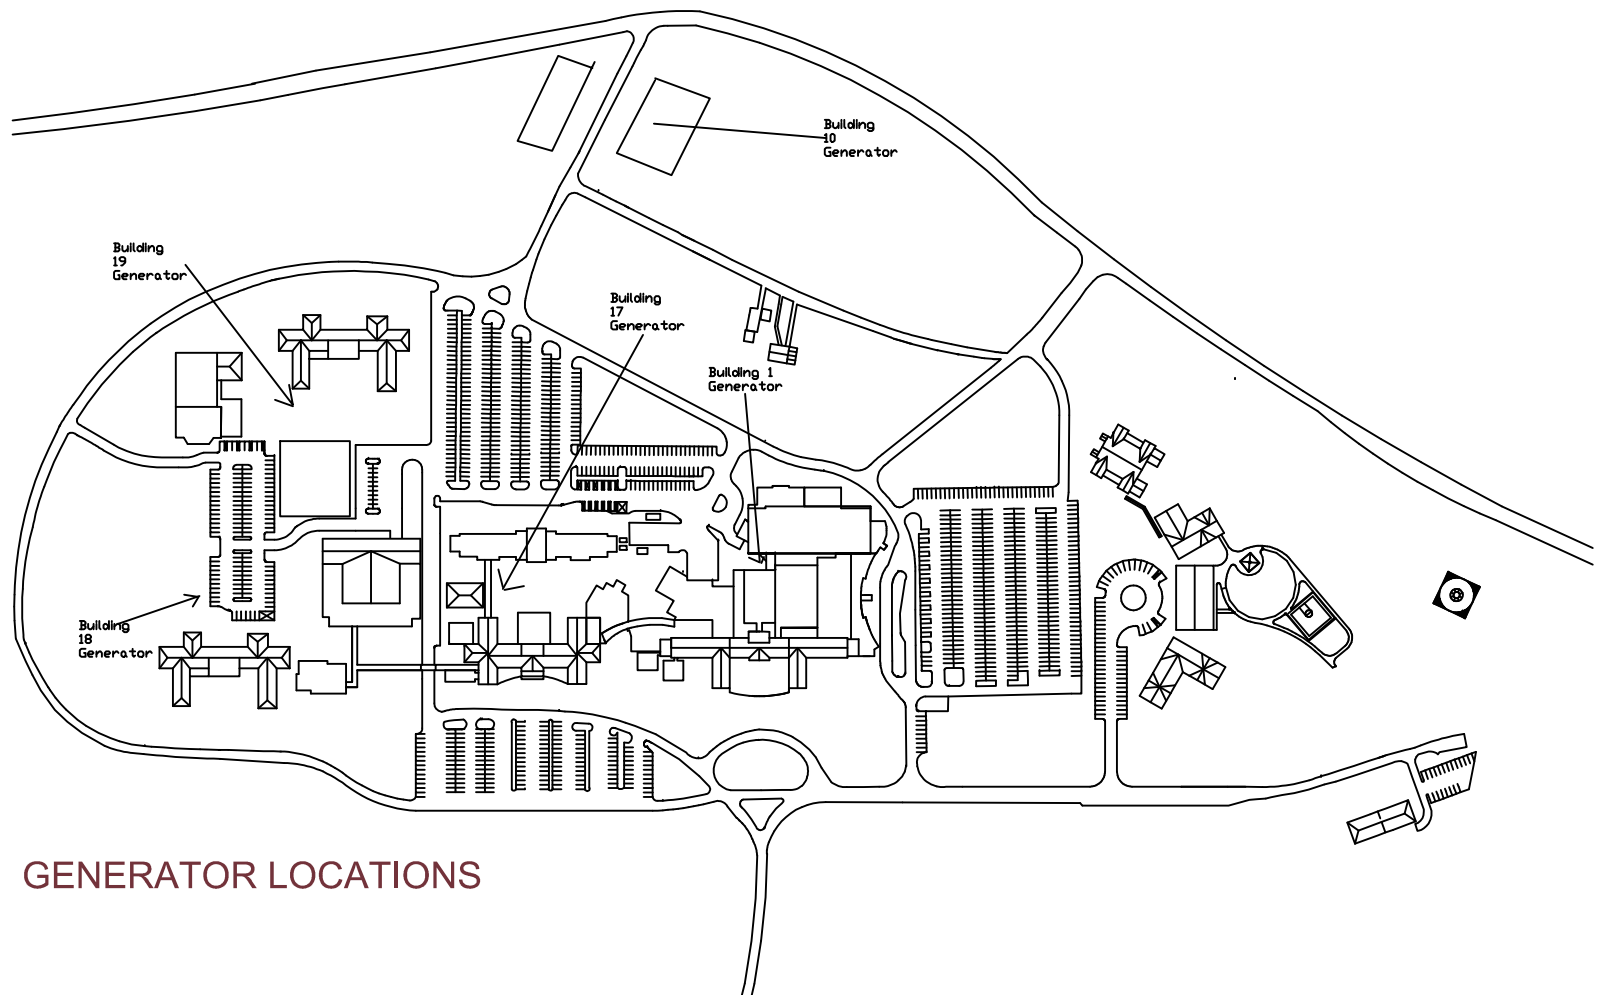 Building
10
Generator
Building
19
Generator
Building
17
Generator
Building 1
Generator
Building
18
Generator
GENERATOR LOCATIONS